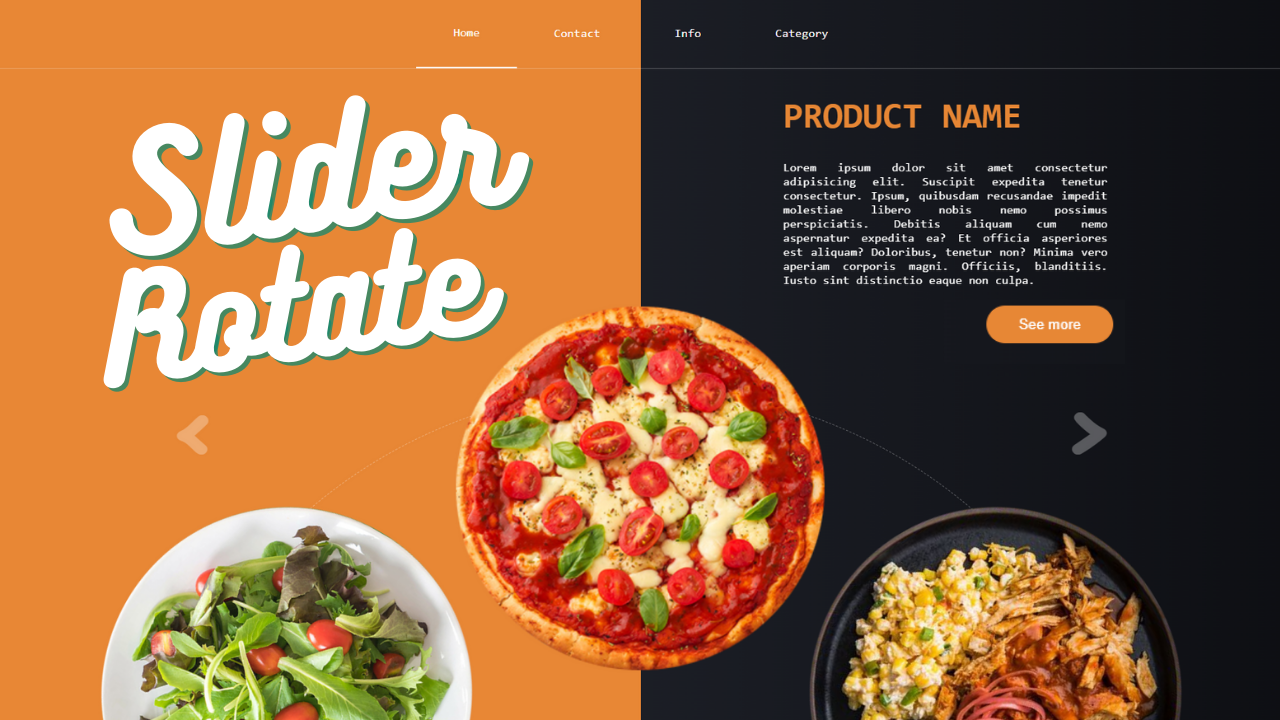 Home Contact Info Category
Slider
Rotate
PRODUCT NAME
Lorem ipsum dolor sit amet consectetur
adipisicing elit. Suscipit expedita tenetur
consectetur. Ipsum, quibusdam recusandae impedit
molestiae libero nobis nemo possimus
perspiciatis. Debitis aliquam cum nemo
aspernatur expedita ea? Et officia asperiores
est aliquam? Doloribus, tenetur non? Minima vero
aperiam corporis magni. Officiis, blanditiis.
Iusto sint distinctio eaque non culpa.
See more